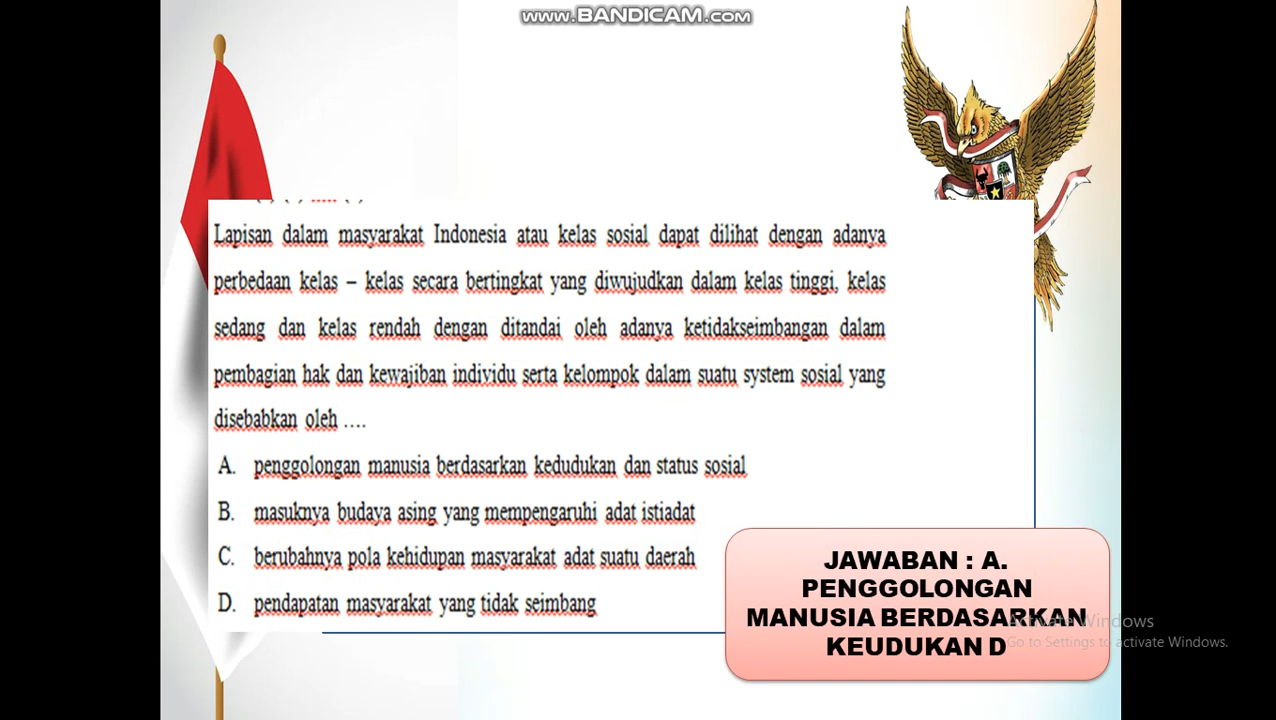 www.BANDICAM.com
Lapisan dalam masyarakat Indonesia atau kelas sosial dapat dilihat dengan adanya
perbedaan kelas – kelas secara bertingkat yang diwujudkan dalam kelas tinggi, kelas
sedang dan kelas rendah dengan ditandai oleh adanya ketidakseimbangan dalam
pembagian hak dan kewajiban individu serta kelompok dalam suatu system sosial yang
disebabkan oleh ….
A. penggolongan manusia berdasarkan kedudukan dan status sosial
B. masuknya budaya asing yang mempengaruhi adat istiadat
C. berubahnya pola kehidupan masyarakat adat suatu daerah
D. pendapatan masyarakat yang tidak seimbang
JAWABAN : A.
PENGGOLONGAN
MANUSIA BERDASARKAN
KEUDUKAN D
Activate Windows
Go to Settings to activate Windows.